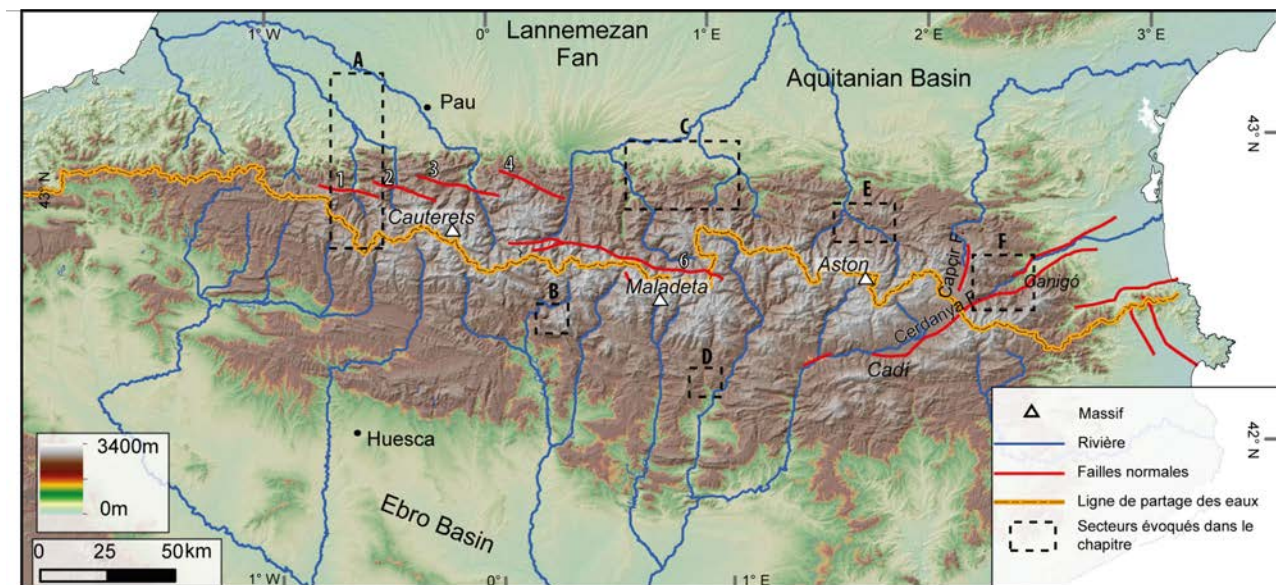 1° W
0°
Lannemezan
Fan
1° E
2° E
3° E
A
Pau
Aquitanian Basin
C
43° N
43° N
1
2
3
4
Cauterets
E
Aston
6
Maladeta
B
Capcir F.
F
Canigó
Cerdanya F.
D
Cadí
Huesca
Ebro Basin
42° N
3400m
0m
0 25 50km
1° W
0°
1° E
Massif
Rivière
Failles normales
Ligne de partage des eaux
Secteurs évoqués dans le
chapitre